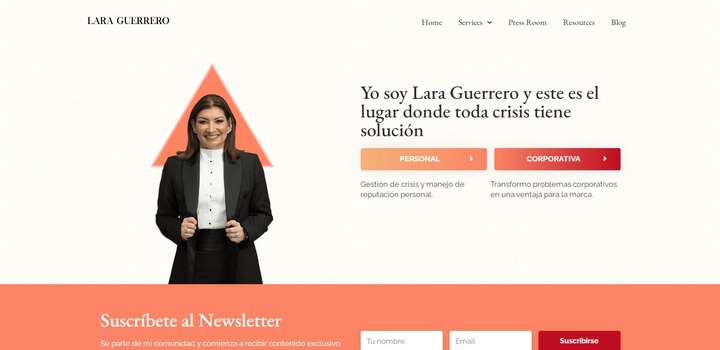 LARA GUERRERO
Home Services Press Room Resources Blog
Yo soy Lara Guerrero y este es el
lugar donde toda crisis tiene
solución
PERSONAL
CORPORATIVA
Gestión de crisis y manejo de
reputación personal.
Transformo problemas corporativos
en una ventaja para la marca.
Suscríbete al Newsletter
Se parte de mi comunidad y comienza a recibir contenido exclusivo
Tu nombre
Email
Suscribirse